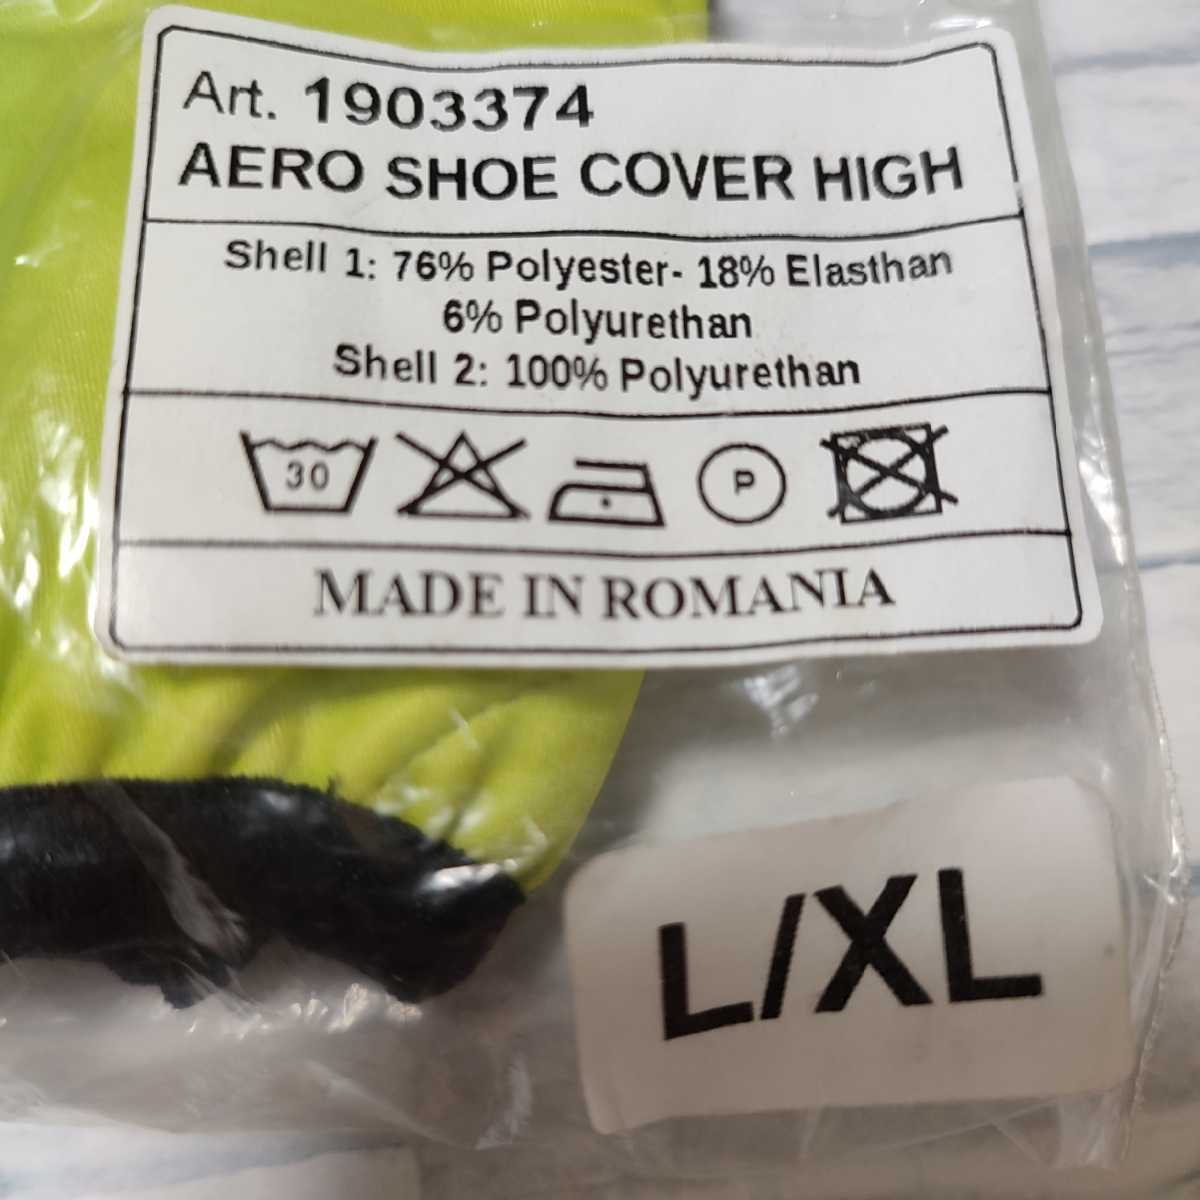 Art. 1903374
AERO SHOE COVER HIGH
Shell 1: 76% Polyester- 18% Elasthan
6% Polyurethan
Shell 2: 100% Polyurethan
30 P
MADE IN ROMANIA
L/XL